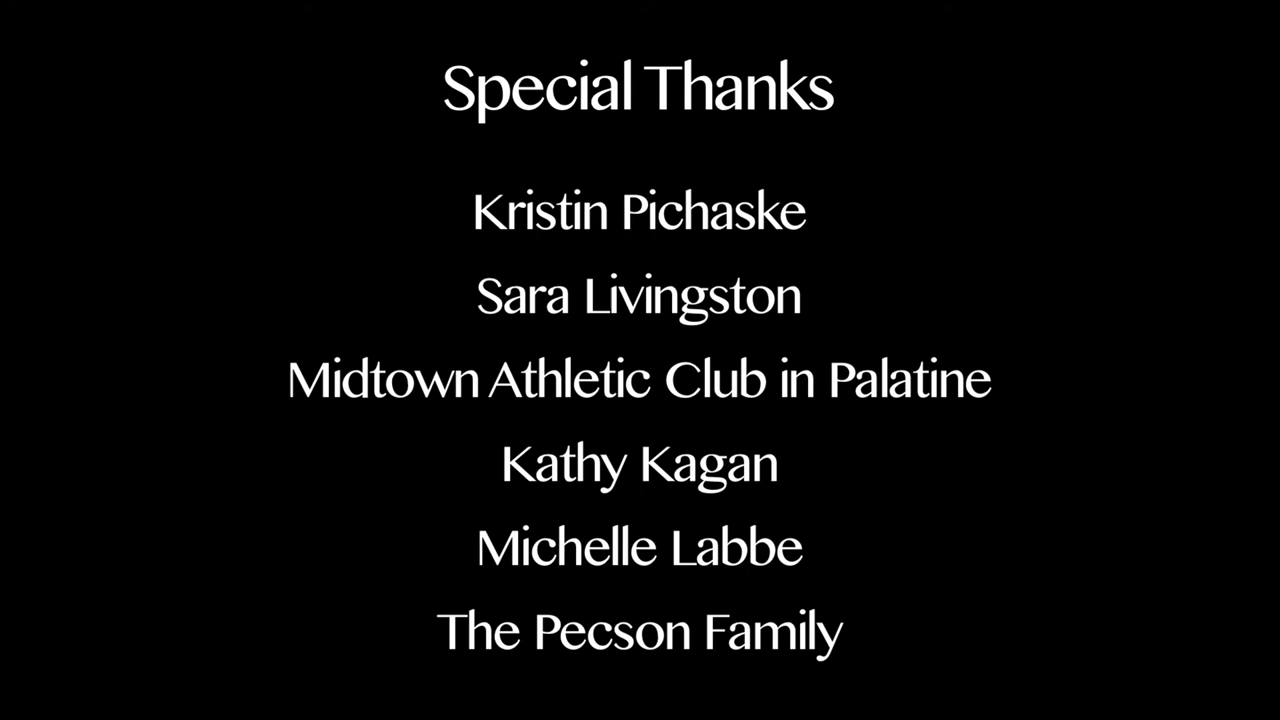 Special Thanks
Kristin Pichaske
Sara Livingston
Midtown Athletic Club in Palatine
Kathy Kagan
Michelle Labbe
The Pecson Family